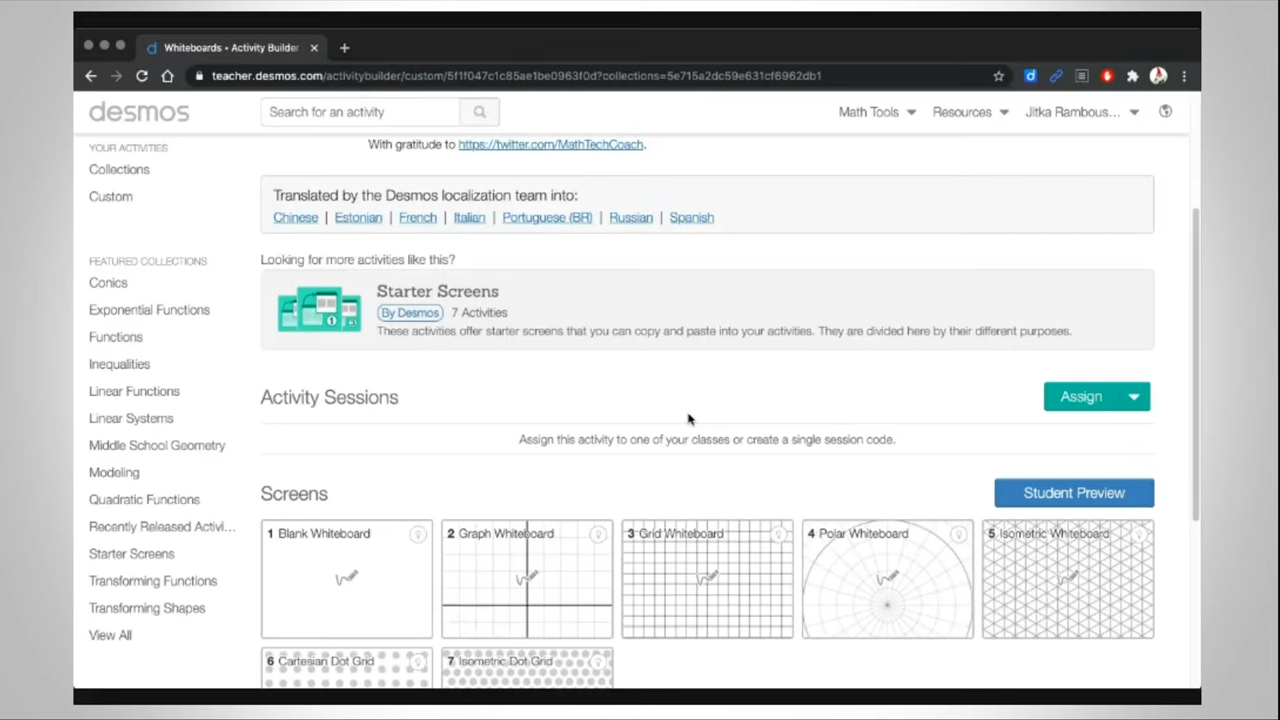 Whiteboards • Activity Builder
teacher.desmos.com/activitybuilder/custom/5f1f047c1c85ae1be0963f0d?collections=5e715a2dc59e631cf6962db1
desmos
Search for an activity
Math Tools
Resources
Jitka Rambous...
YOUR ACTIVITIES
Collections
Custom
FEATURED COLLECTIONS
Conics
Exponential Functions
Functions
Inequalities
Linear Functions
Linear Systems
Middle School Geometry
Modeling
Quadratic Functions
Recently Released Activi...
Starter Screens
Transforming Functions
Transforming Shapes
View All
With gratitude to https://twitter.com/MathTechCoach.
Translated by the Desmos localization team into:
Chinese | Estonian | French | Italian | Portuguese (BR) | Russian | Spanish
Looking for more activities like this?
Starter Screens
By Desmos 7 Activities
These activities offer starter screens that you can copy and paste into your activities. They are divided here by their different purposes.
Activity Sessions
Assign
Assign this activity to one of your classes or create a single session code.
Screens
Student Preview
1 Blank Whiteboard
2 Graph Whiteboard
3 Grid Whiteboard
4 Polar Whiteboard
5 Isometric Whiteboard
6 Cartesian Dot Grid
7 Isometric Dot Grid